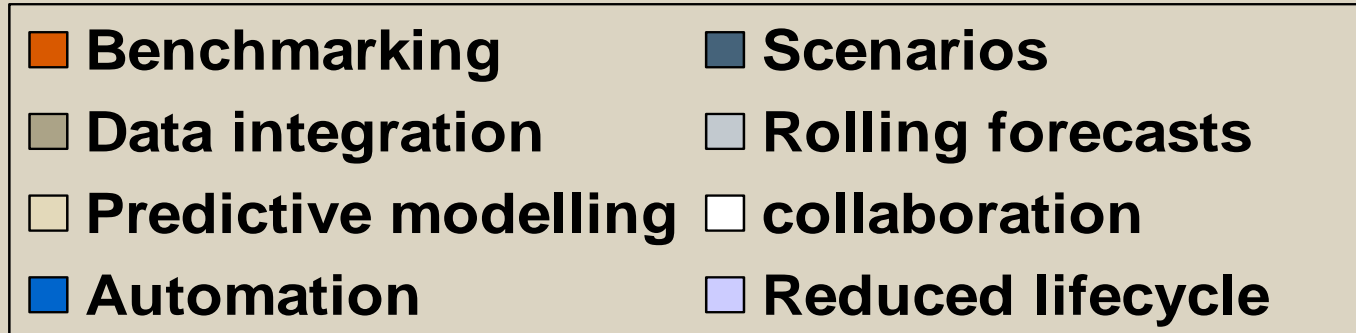 Benchmarking Scenarios
Data integration Rolling forecasts
Predictive modelling collaboration
Automation Reduced lifecycle